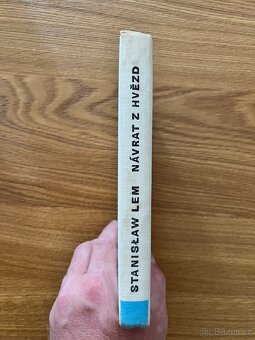 STANISŁAW LEM NÁVRAT Z HVĚZD